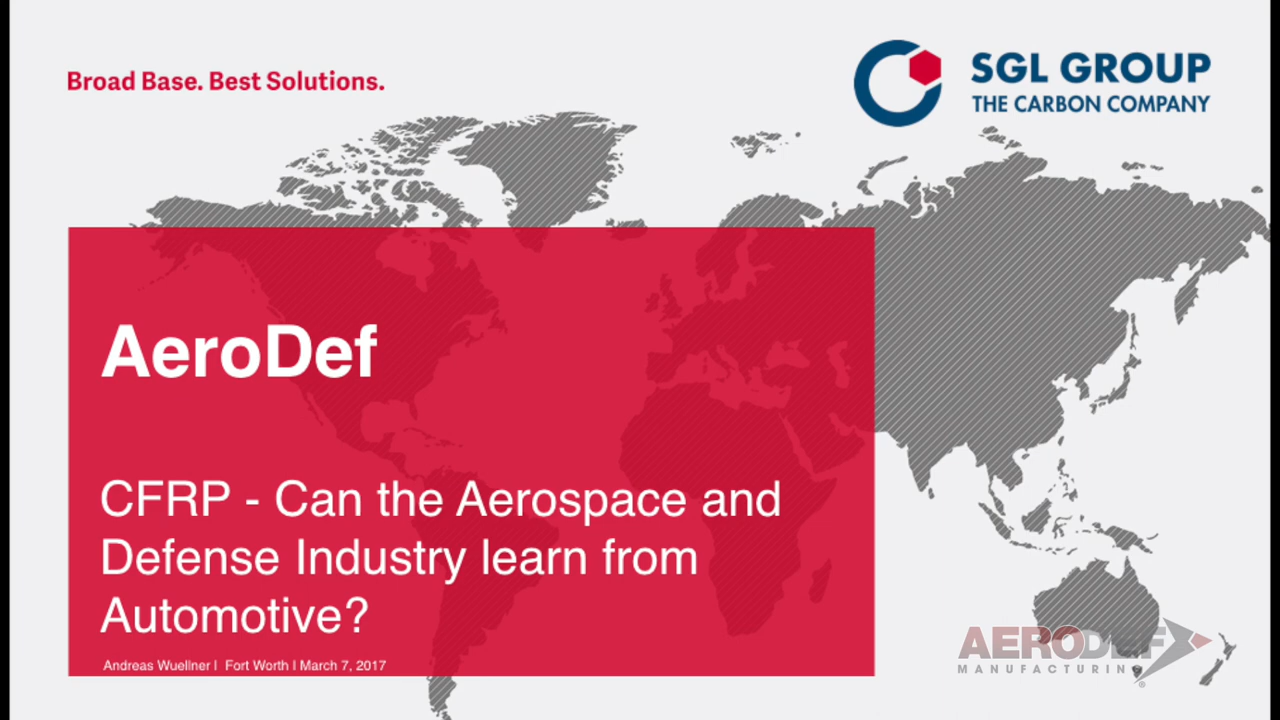 Broad Base. Best Solutions.
SGL GROUP
THE CARBON COMPANY
AeroDef
CFRP - Can the Aerospace and
Defense Industry learn from
Automotive?
Andreas Wuellner I Fort Worth I March 7, 2017
AERODEF
MANUFACTURING
®